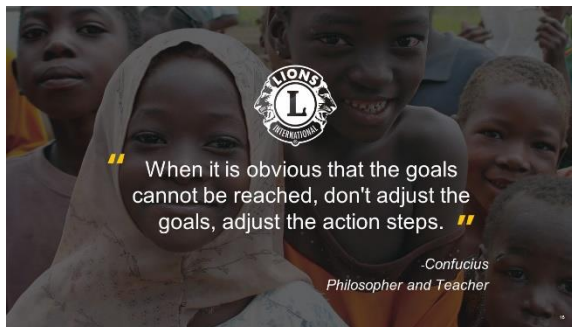 LIONS
L
INTERNATIONAL
" When it is obvious that the goals
cannot be reached, don't adjust the
goals, adjust the action steps. "
-Confucius
Philosopher and Teacher